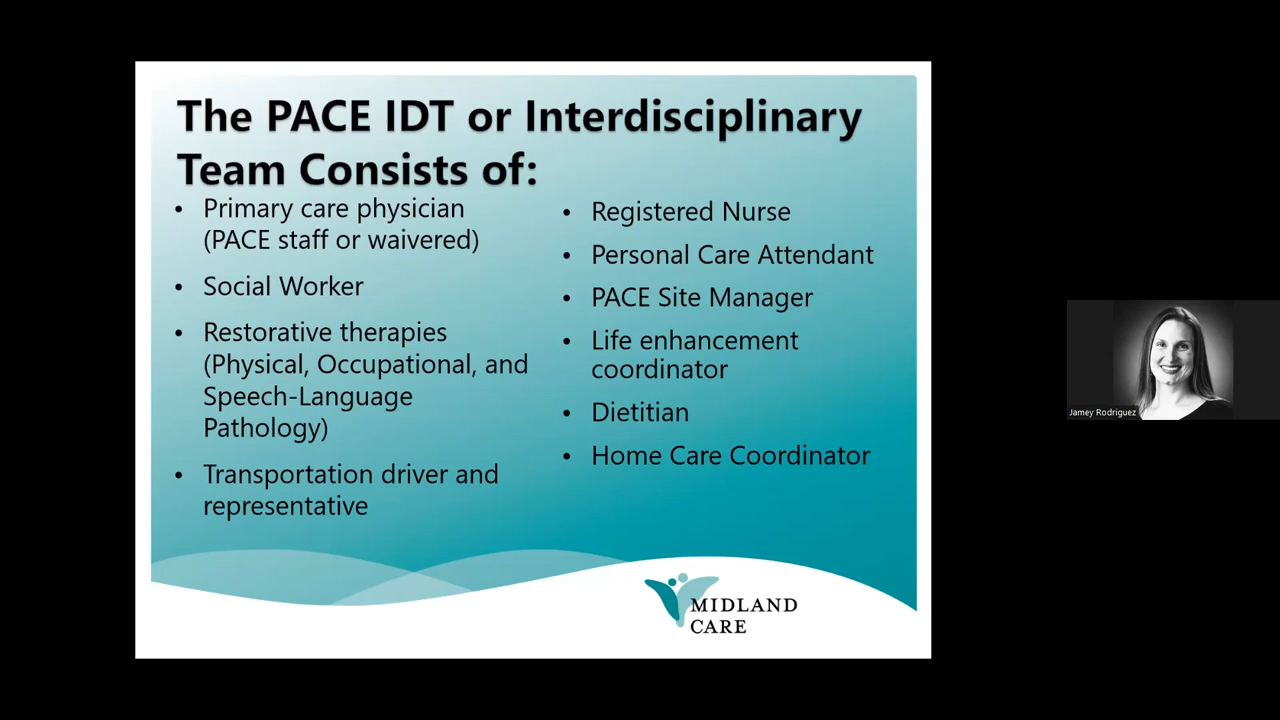 The PACE IDT or Interdisciplinary
Team Consists of:
• Primary care physician
(PACE staff or waivered)
• Social Worker
• Restorative therapies
(Physical, Occupational, and
Speech-Language
Pathology)
• Transportation driver and
representative
• Registered Nurse
• Personal Care Attendant
• PACE Site Manager
• Life enhancement
coordinator
• Dietitian
• Home Care Coordinator
MIDLAND
CARE
Jamey Rodriguez